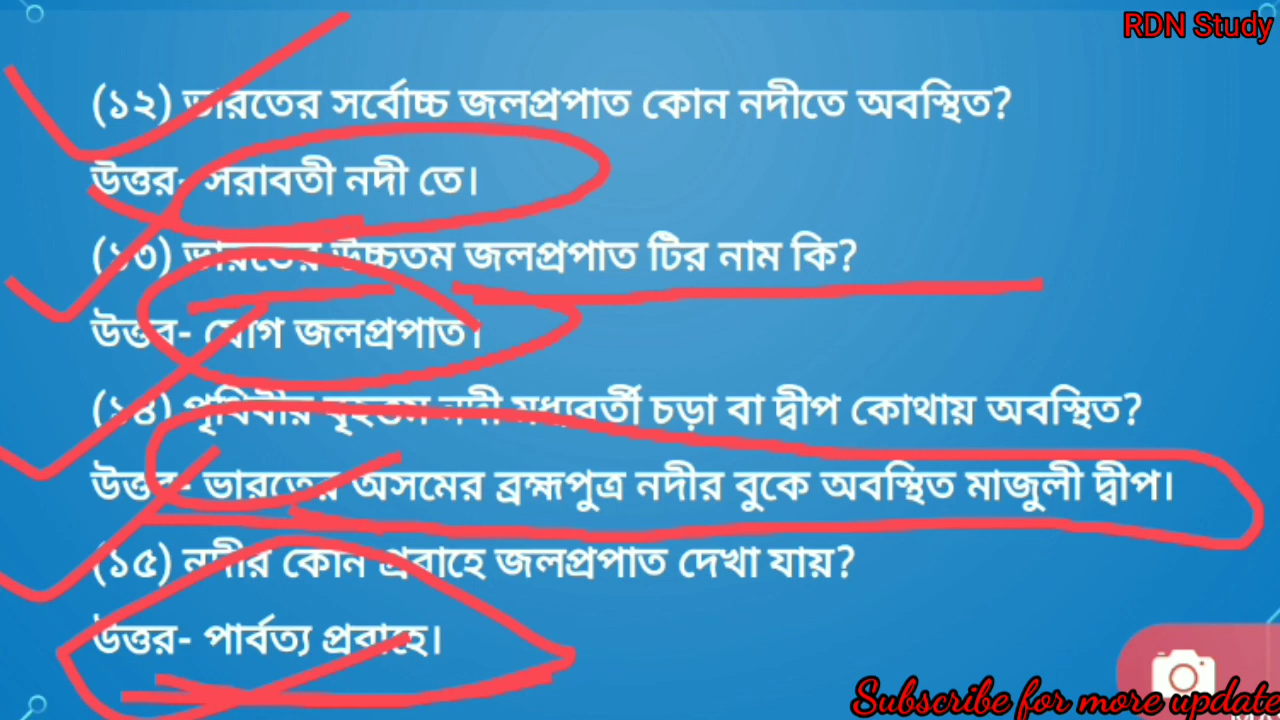 RDN Study
(১২) ভারতের সর্বোচ্চ জলপ্রপাত কোন নদীতে অবস্থিত?
উত্তর- সরাবতী নদী তে।
(১৩) ভারতের উচ্চতম জলপ্রপাত টির নাম কি?
উত্তর- যোগ জলপ্রপাত।
(১৪) পৃথিবীর বৃহত্তম নদী মধ্যবর্তী চড়া বা দ্বীপ কোথায় অবস্থিত?
উত্তর- ভারতের অসমের ব্রহ্মপুত্র নদীর বুকে অবস্থিত মাজুলী দ্বীপ।
(১৫) নদীর কোন প্রবাহে জলপ্রপাত দেখা যায়?
উত্তর- পার্বত্য প্রবাহে।
Subscribe for more update